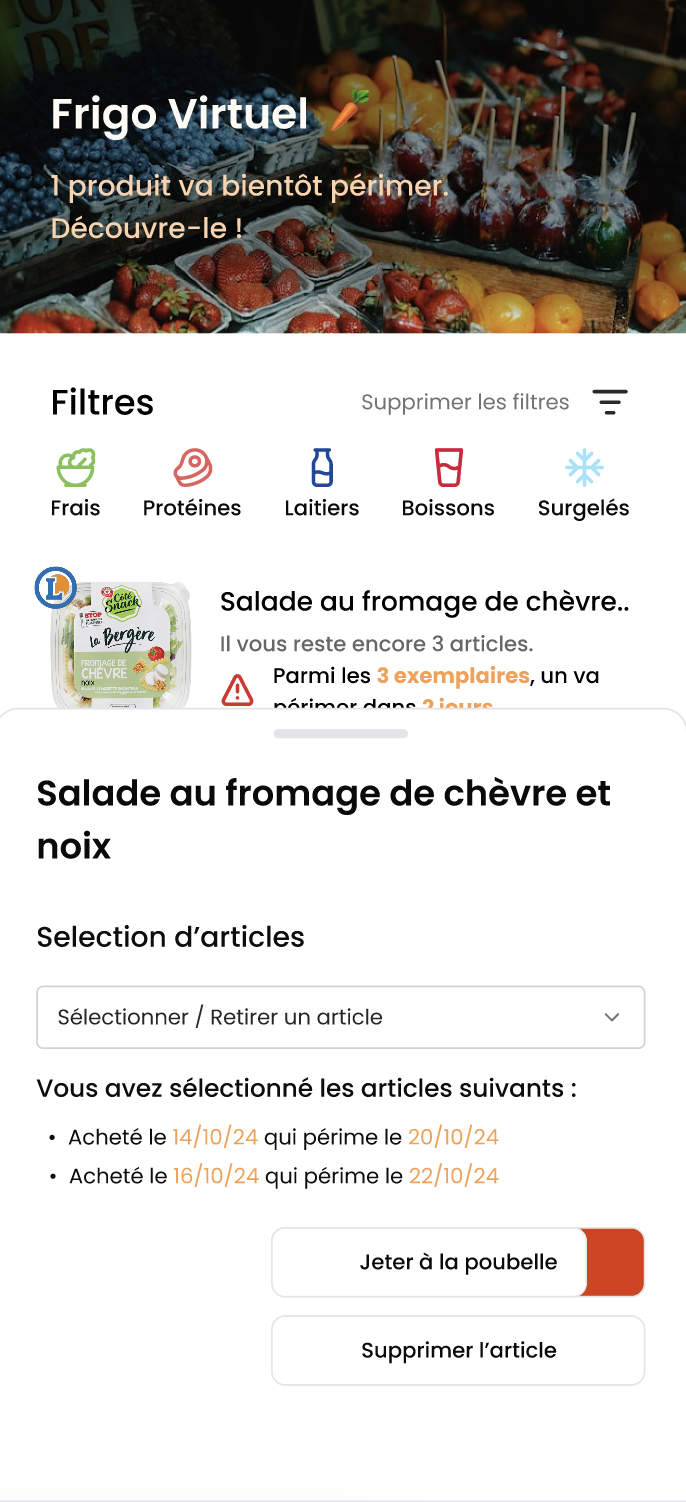 Frigo Virtuel
1 produit va bientôt périmer.
Découvre-le !
Filtres
Supprimer les filtres
Frais
Protéines
Laitiers
Boissons
Surgelés
L
Côté
Snack
STOP
la Bergère
FROMAGE DE
CHÈVRE
noix
Salade au fromage de chèvre..
Il vous reste encore 3 articles.
Parmi les 3 exemplaires, un va
périmer dans 2 jours
Salade au fromage de chèvre et
noix
Selection d’articles
Sélectionner / Retirer un article
Vous avez sélectionné les articles suivants :
• Acheté le 14/10/24 qui périme le 20/10/24
• Acheté le 16/10/24 qui périme le 22/10/24
Jeter à la poubelle
Supprimer l’article